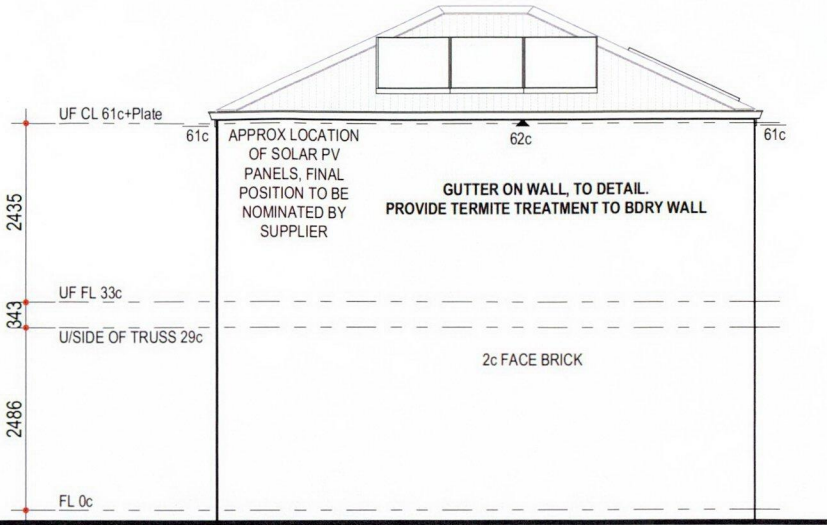 UF CL 61c+Plate
61c
62c
61c
APPROX LOCATION
OF SOLAR PV
PANELS, FINAL
POSITION TO BE
NOMINATED BY
SUPPLIER
GUTTER ON WALL, TO DETAIL.
PROVIDE TERMITE TREATMENT TO BDRY WALL
2435
UF FL 33c
343
U/SIDE OF TRUSS 29c
2c FACE BRICK
2486
FL 0c